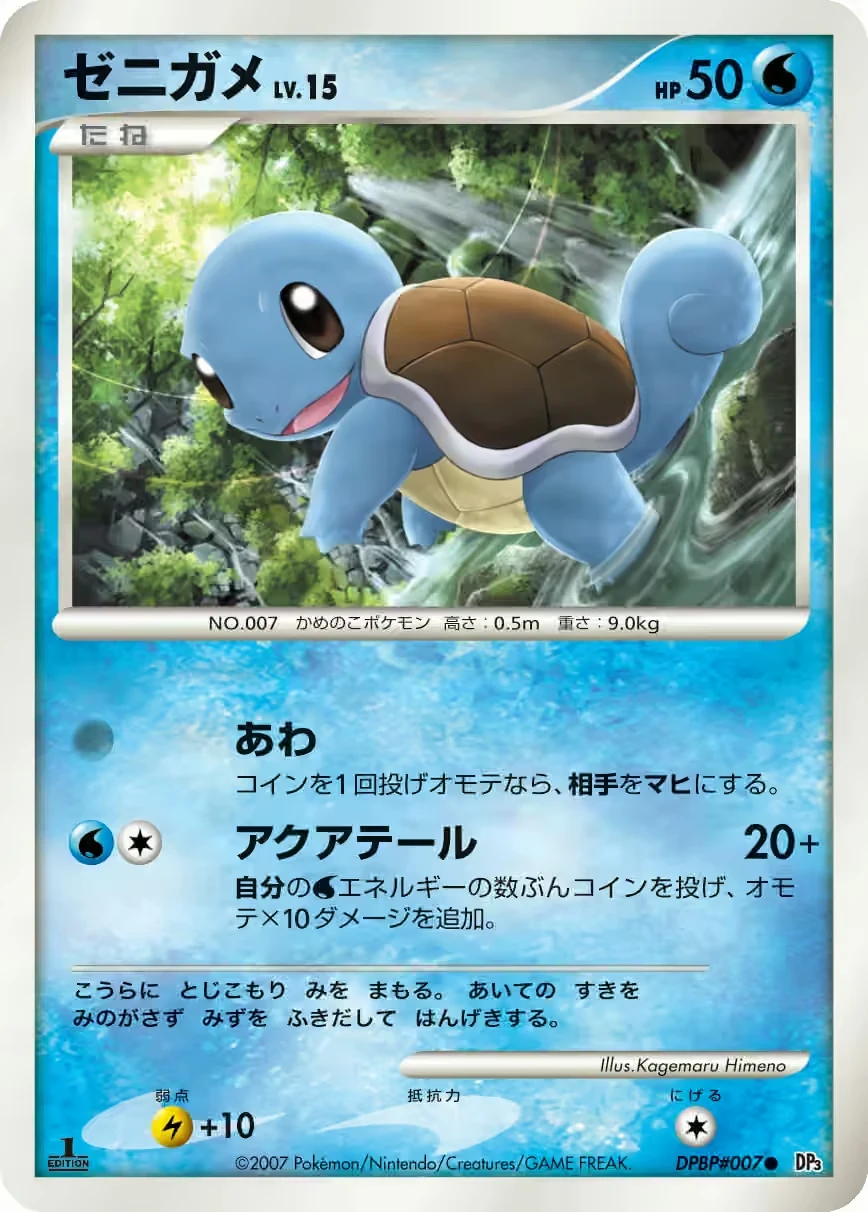 ゼニガメ LV.15 HP 50
たね
NO.007 かめのこポケモン 高さ：0.5m 重さ：9.0kg
あわ
コインを1回投げオモテなら、相手をマヒにする。
アクアテール 20+
自分のエネルギーの数ぶんコインを投げ、オモ
テ×10ダメージを追加。
こうらに とじこもり みを まもる。 あいての すきを
みのがさず みずを ふきだして はんげきする。
Illus.Kagemaru Himeno
弱点 抵抗力 にげる
+10
1
EDITION
©2007 Pokémon/Nintendo/Creatures/GAME FREAK. DPBP#007● DP3